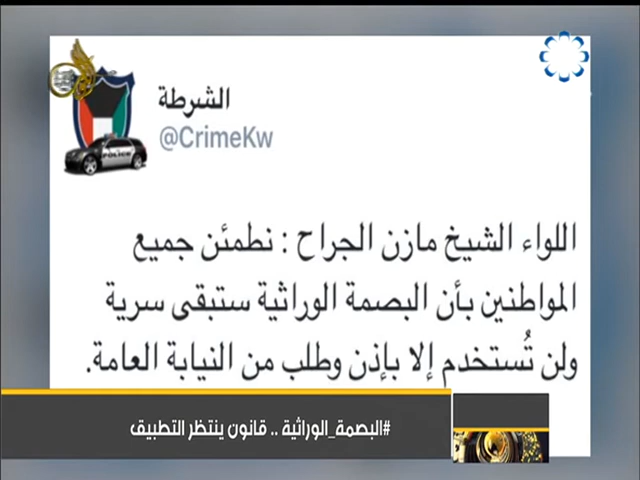 الشرطة
@CrimeKw
POLICE
اللواء الشيخ مازن الجراح : نطمئن جميع
المواطنين بأن البصمة الوراثية ستبقى سرية
ولن تُستخدم إلا بإذن وطلب من النيابة العامة.
#البصمة_الوراثية .. قانون ينتظر التطبيق